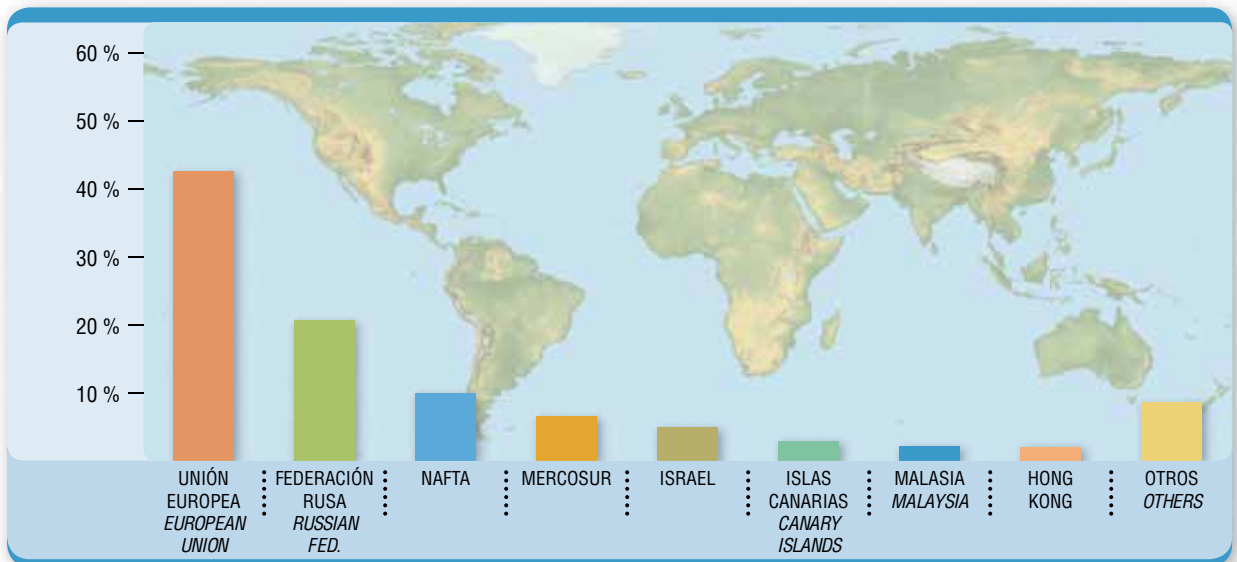 60 %
50 %
40 %
30 %
20 %
10 %
UNIÓN
EUROPEA
EUROPEAN
UNION
FEDERACIÓN
RUSA
RUSSIAN
FED.
NAFTA
MERCOSUR
ISRAEL
ISLAS
CANARIAS
CANARY
ISLANDS
MALASIA
MALAYSIA
HONG
KONG
OTROS
OTHERS